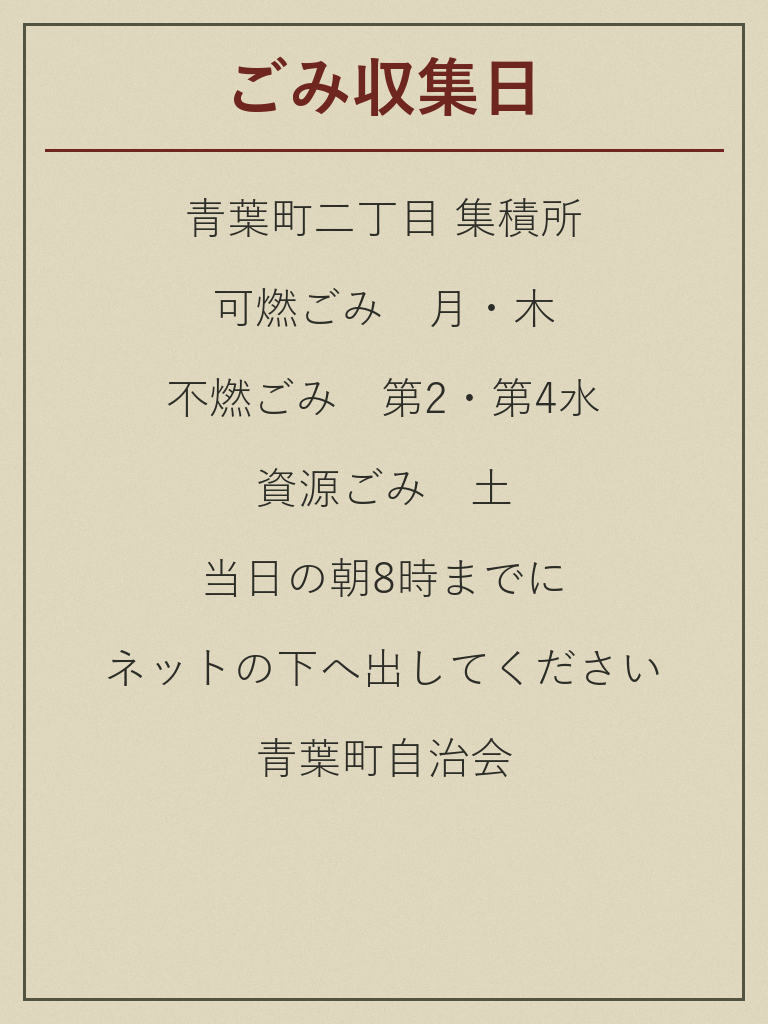 ごみ収集日
青葉町二丁目 集積所
可燃ごみ　月・木
不燃ごみ　第2・第4水
資源ごみ　土
当日の朝8時までに
ネットの下へ出してください
青葉町自治会